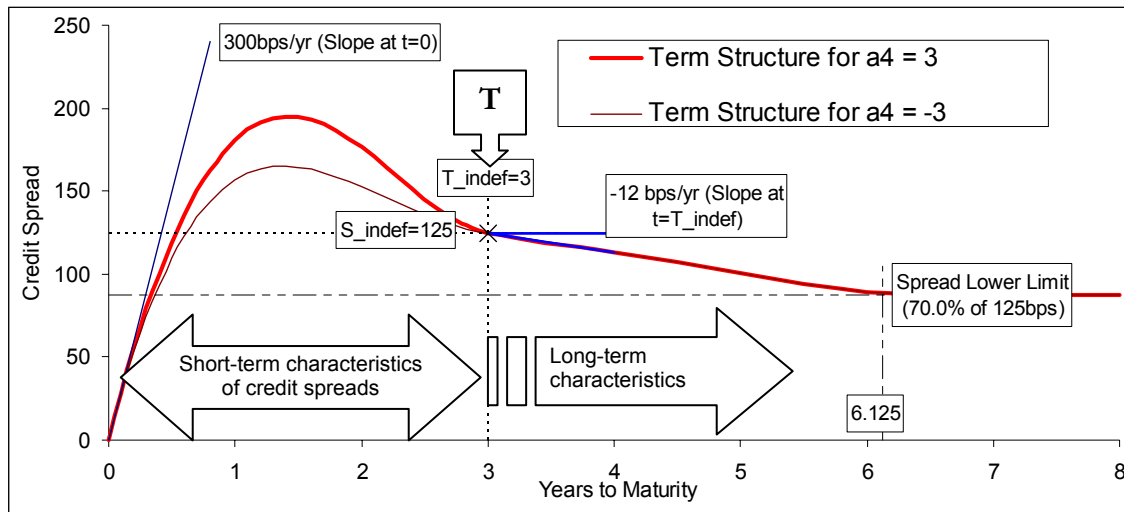 250
200
150
100
50
0
Credit Spread
300bps/yr (Slope at t=0)
T
T_indef=3
S_indef=125
Term Structure for a4 = 3
Term Structure for a4 = -3
-12 bps/yr (Slope at
t=T_indef)
Spread Lower Limit
(70.0% of 125bps)
Short-term characteristics
of credit spreads
Long-term
characteristics
6.125
0 1 2 3 4 5 6 7 8
Years to Maturity